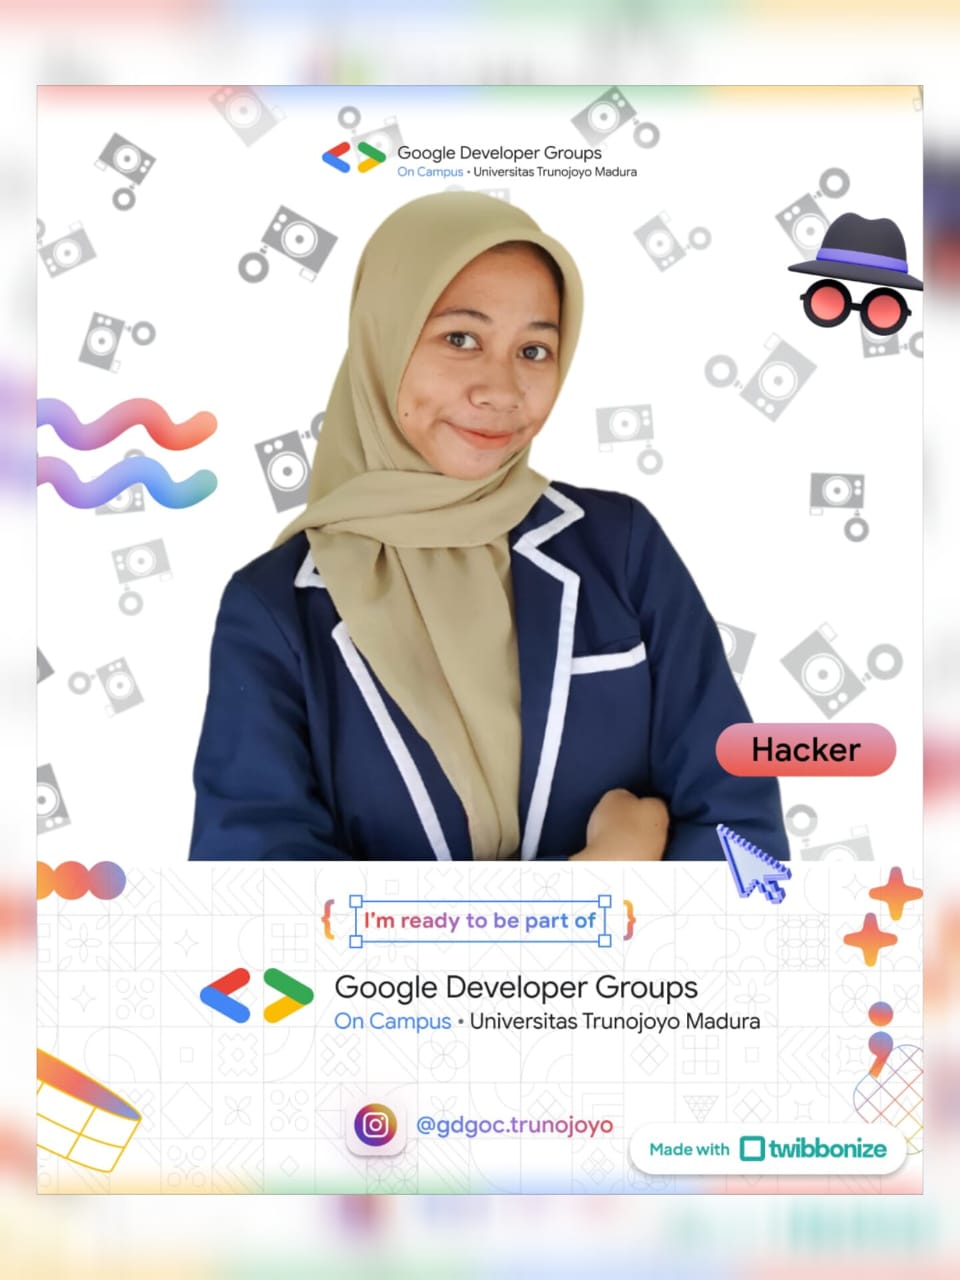 Google Developer Groups
On Campus • Universitas Trunojoyo Madura
Hacker
{ I'm ready to be part of }
Google Developer Groups
On Campus • Universitas Trunojoyo Madura
@gdgoc.trunojoyo
Made with twibbonize